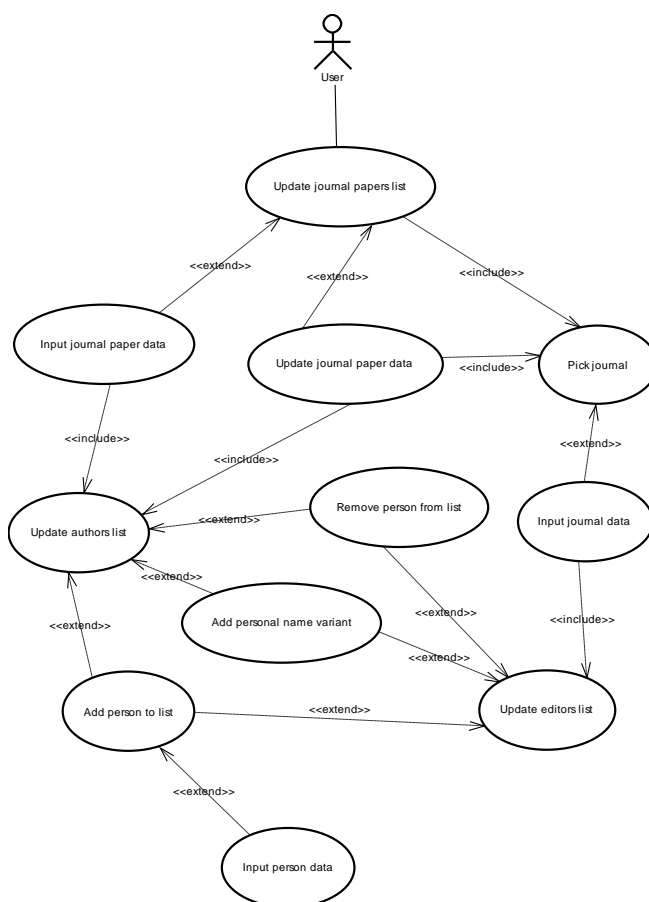 User
Update journal papers list
<<extend>>
<<extend>>
<<include>>
Input journal paper data
Update journal paper data
Pick journal
<<include>>
<<include>>
<<extend>>
<<include>>
Remove person from list
<<extend>>
Input journal data
Update authors list
<<extend>>
<<extend>>
<<include>>
Add personal name variant
<<extend>>
<<extend>>
Add person to list
<<extend>>
Update editors list
<<extend>>
Input person data